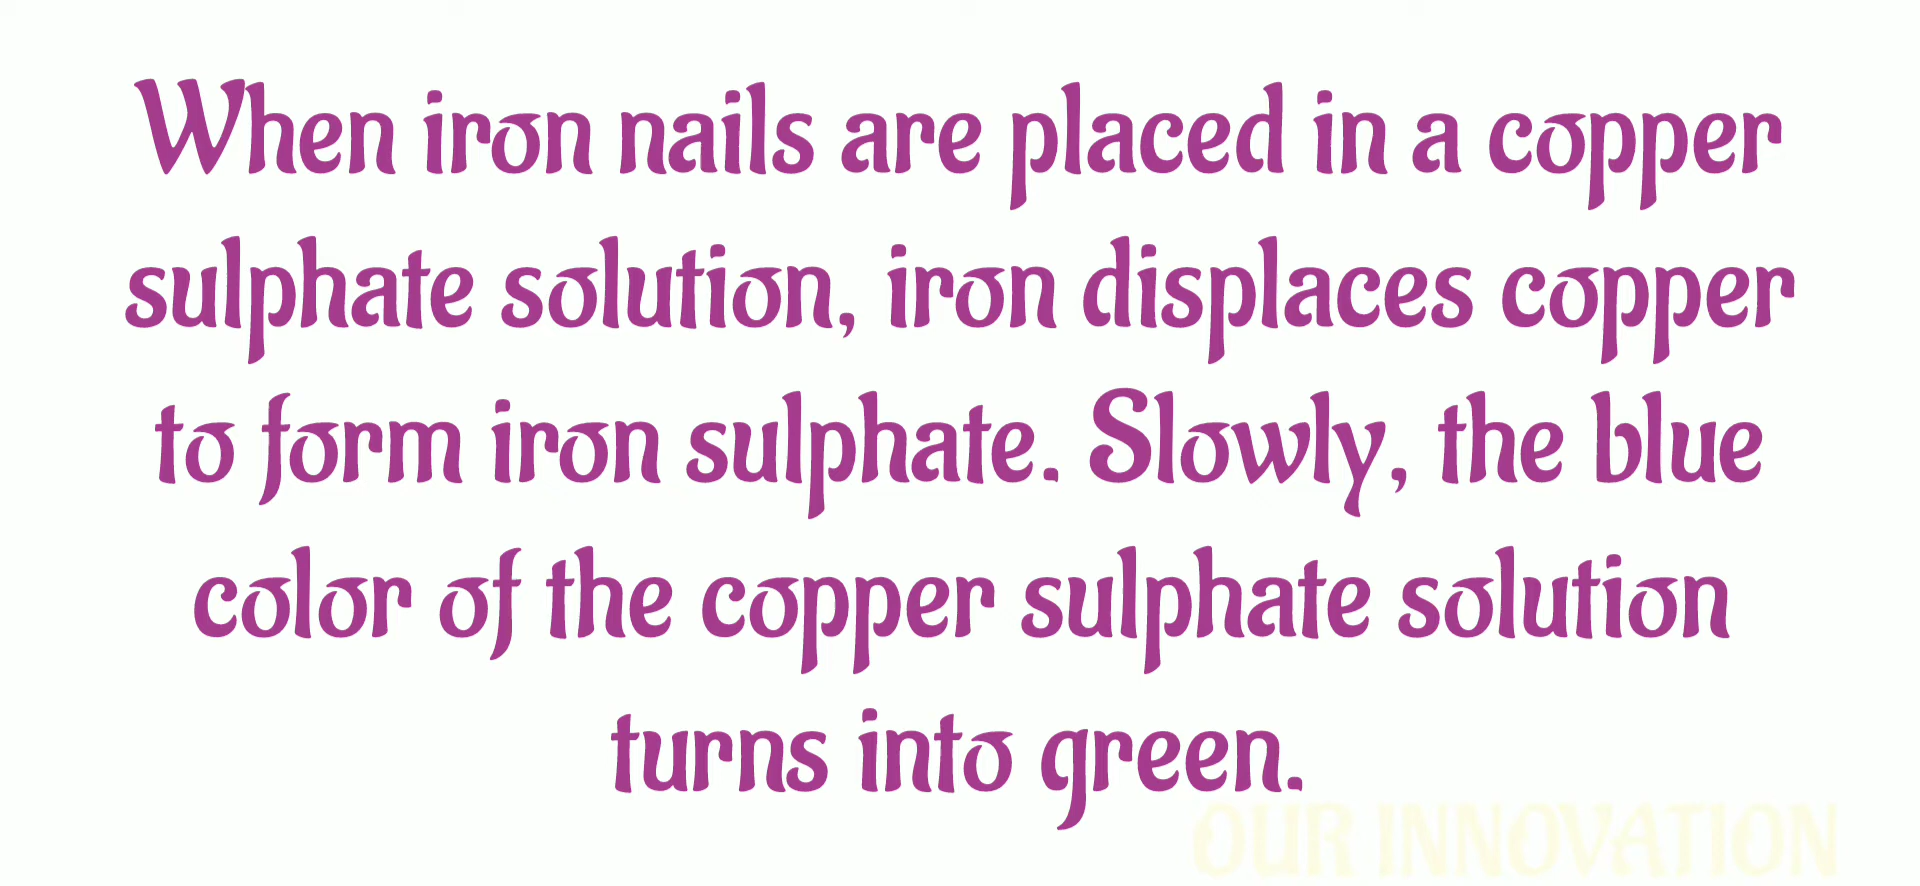 When iron nails are placed in a copper
sulphate solution, iron displaces copper
to form iron sulphate. Slowly, the blue
color of the copper sulphate solution
turns into green.
OUR INNOVATION